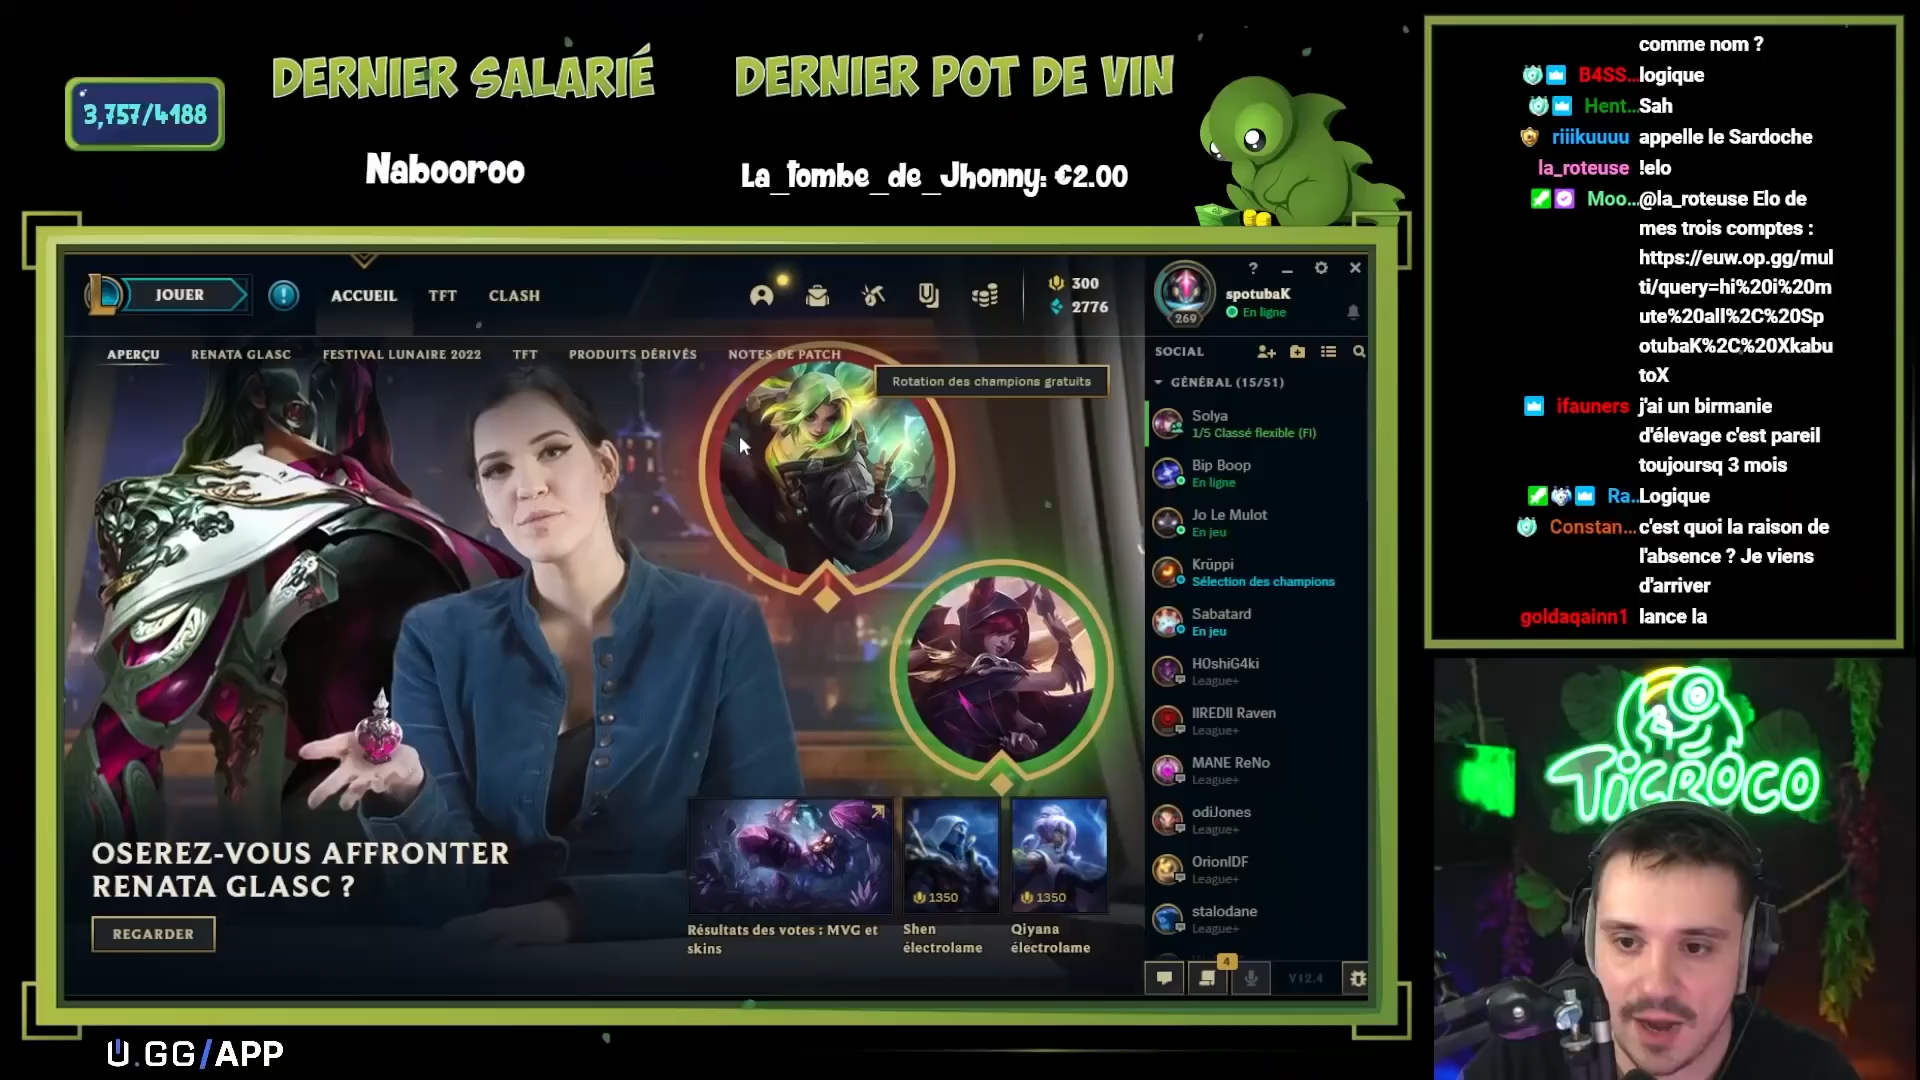 DERNIER SALARIÉ
DERNIER POT DE VIN
3,757/4188
Nabooroo
La_tombe_de_Jhonny: €2.00
JOUER
ACCUEIL
TFT
CLASH
300
2776
269
spotubaK
En ligne
APERÇU
RENATA GLASC
FESTIVAL LUNAIRE 2022
TFT
PRODUITS DÉRIVÉS
NOTES DE PATCH
Rotation des champions gratuits
SOCIAL
GÉNÉRAL (15/51)
Solya
1/5 Classé flexible (FI)
Bip Boop
En ligne
Jo Le Mulot
En jeu
Krüppi
Sélection des champions
Sabatard
En jeu
H0shiG4ki
League+
IIREDII Raven
League+
MANE ReNo
League+
odiJones
League+
OrionIDF
League+
stalodane
League+
4
V12.4
OSEREZ-VOUS AFFRONTER
RENATA GLASC ?
REGARDER
1350
1350
Résultats des votes : MVG et
skins
Shen
électrolame
Qiyana
électrolame
U.GG/APP
comme nom ?
B4SS... logique
Hent... Sah
riiikuuuu appelle le Sardoche
la_roteuse !elo
Moo... @la_roteuse Elo de
mes trois comptes :
https://euw.op.gg/mul
ti/query=hi%20i%20m
ute%20all%2C%20Sp
otubaK%2C%20Xkabu
toX
ifauners j'ai un birmanie
d'élevage c'est pareil
toujoursq 3 mois
Ra... Logique
Constan... c'est quoi la raison de
l'absence ? Je viens
d'arriver
goldaqainn1 lance la
TiCROCO